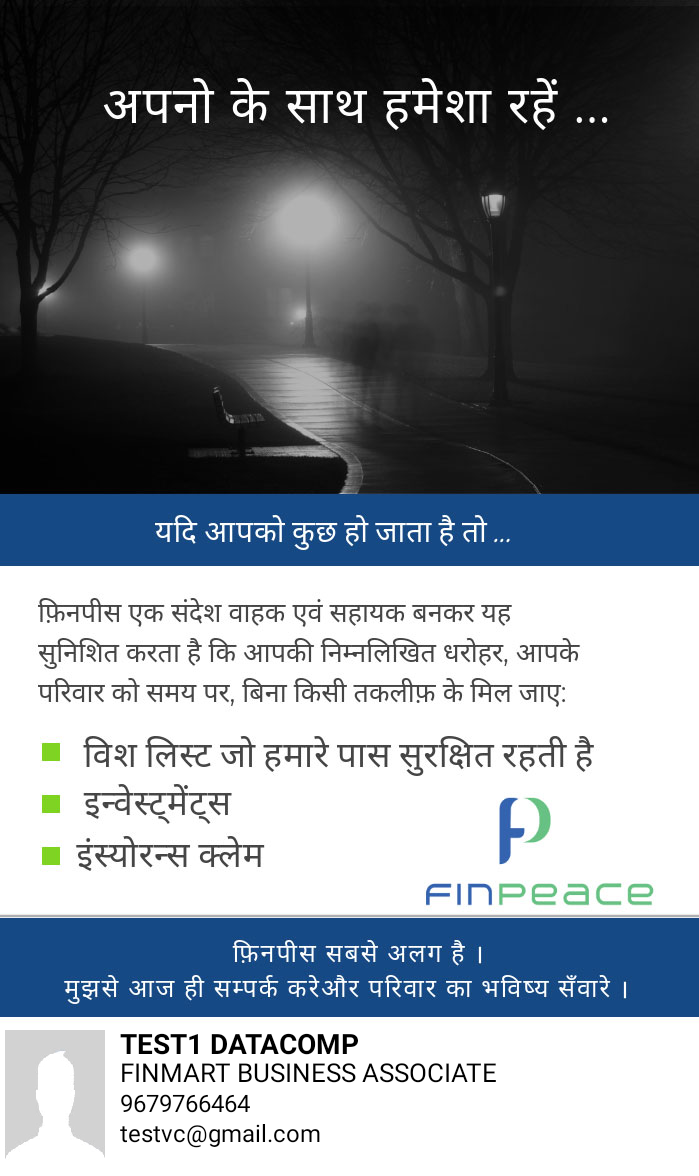 अपनो के साथ हमेशा रहें ...
यदि आपको कुछ हो जाता है तो ...
फ़िनपीस एक संदेश वाहक एवं सहायक बनकर यह
सुनिशित करता है कि आपकी निम्नलिखित धरोहर, आपके
परिवार को समय पर, बिना किसी तकलीफ़ के मिल जाए:
विश लिस्ट जो हमारे पास सुरक्षित रहती है
इन्वेस्ट्मेंट्स
इंस्योरन्स क्लेम
FINPEACE
फ़िनपीस सबसे अलग है ।
मुझसे आज ही सम्पर्क करेऔर परिवार का भविष्य सँवारे ।
TEST1 DATACOMP
FINMART BUSINESS ASSOCIATE
9679766464
testvc@gmail.com